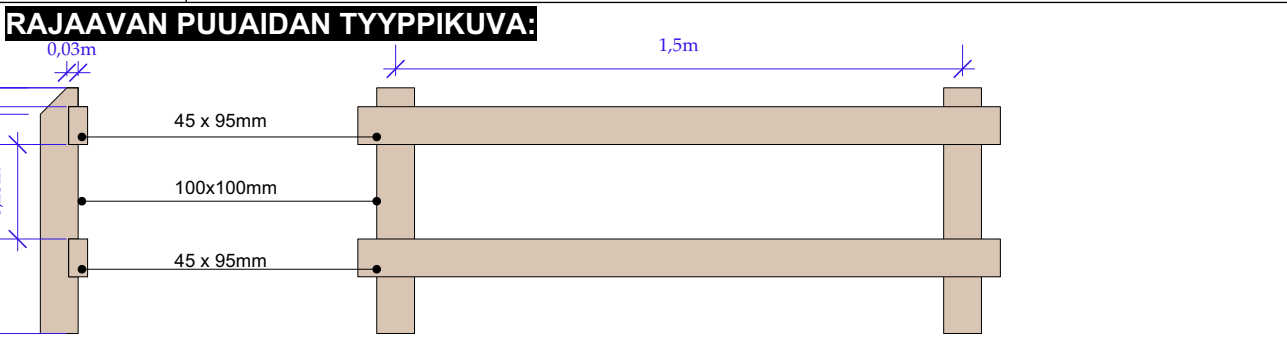 RAJAAVAN PUUAIDAN TYYPPIKUVA:
0,03m
1,5m
45 x 95mm
100x100mm
45 x 95mm